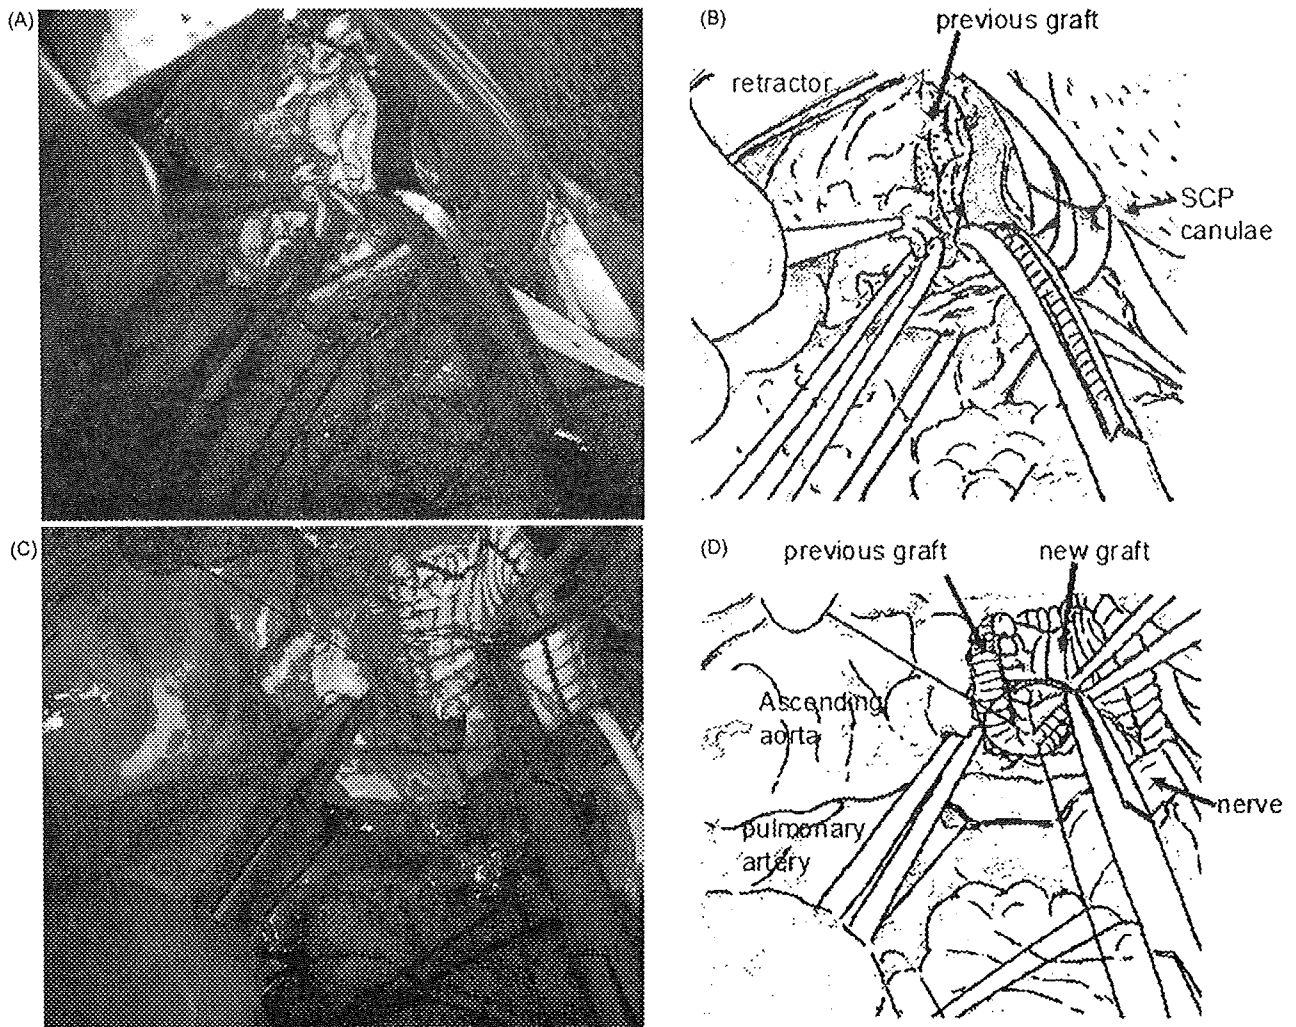 (A)
(B)
previous graft
retractor
SCP
canulae
(C)
(D)
previous graft
new graft
Ascending
aorta
nerve
pulmonary
artery